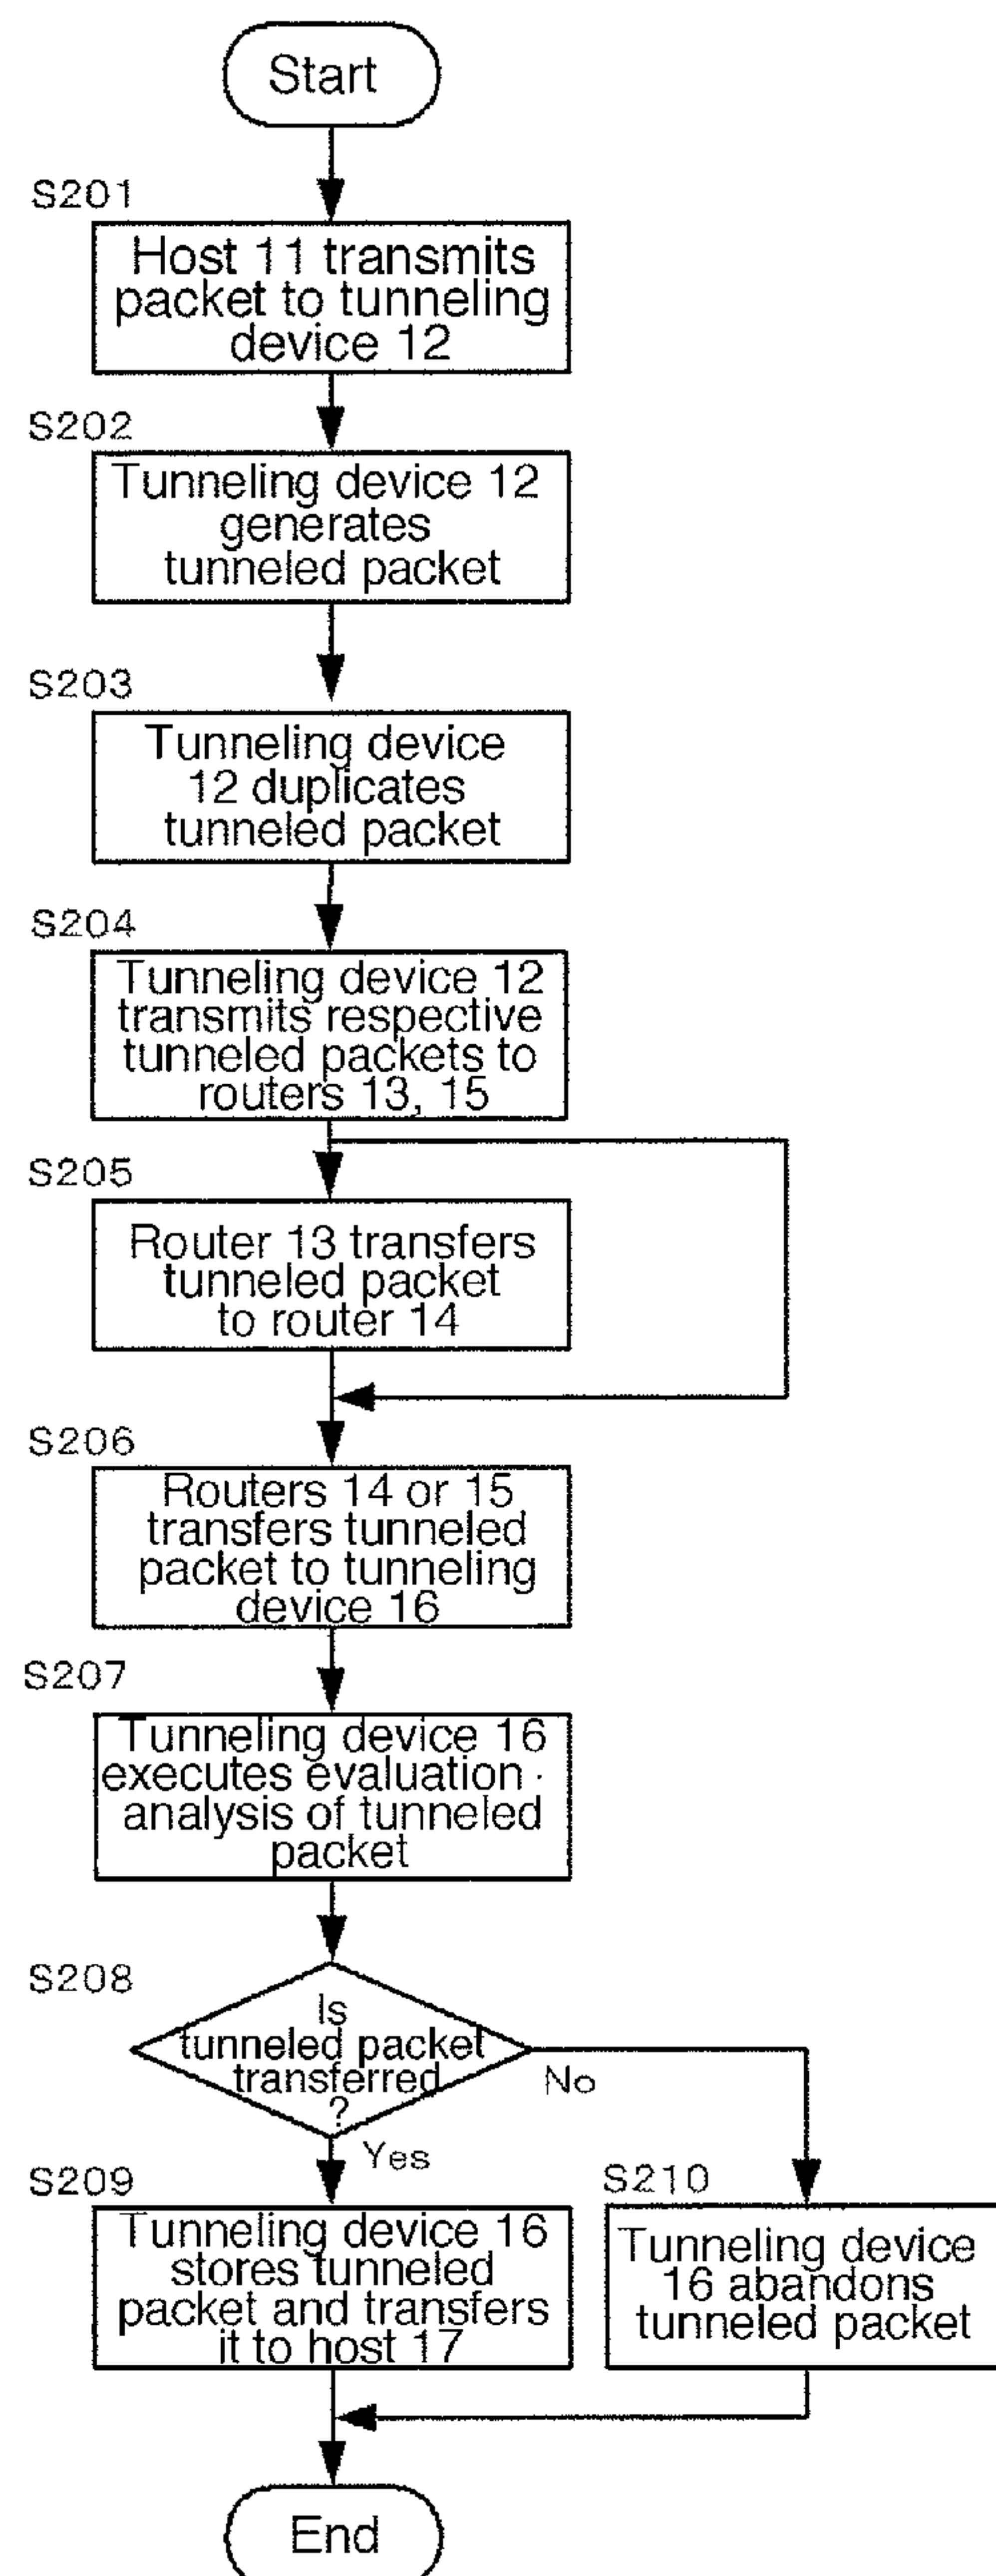 Start
S201
Host 11 transmits
packet to tunneling
device 12
S202
Tunneling device 12
generates
tunneled packet
S203
Tunneling device
12 duplicates
tunneled packet
S204
Tunneling device 12
transmits respective
tunneled packets to
routers 13, 15
S205
Router 13 transfers
tunneled packet
to router 14
S206
Routers 14 or 15
transfers tunneled
packet to tunneling
device 16
S207
Tunneling device 16
executes evaluation ·
analysis of tunneled
packet
S208
Is
tunneled packet
transferred
?
No
Yes
S209
Tunneling device 16
stores tunneled
packet and transfers
it to host 17
S210
Tunneling device
16 abandons
tunneled packet
End